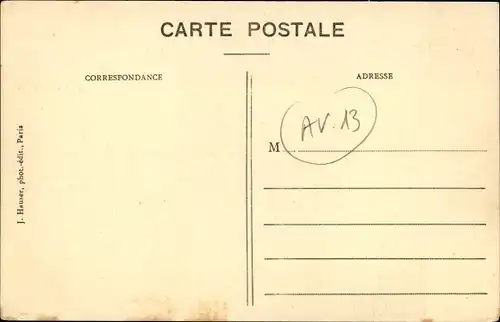 CARTE POSTALE
CORRESPONDANCE
ADRESSE
AV. 13
M
J. Hauser, phot.-édit., Paris